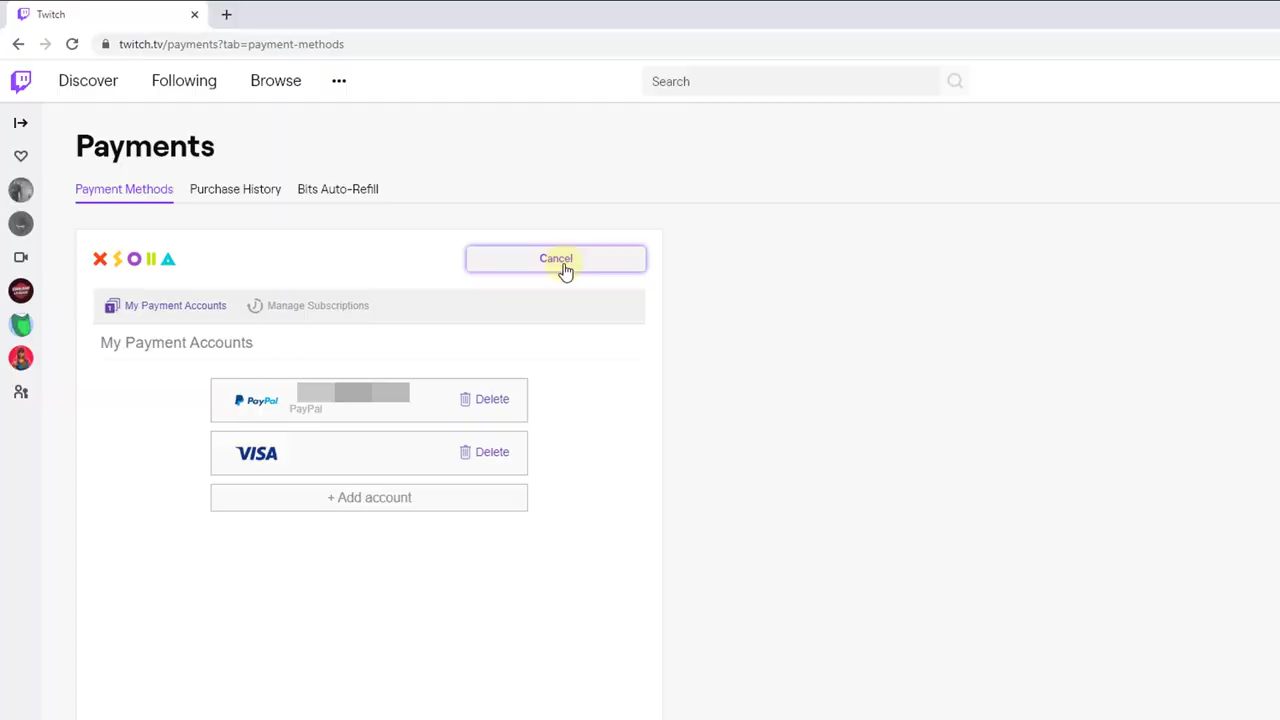 Twitch
twitch.tv/payments?tab=payment-methods
Discover Following Browse Search
Payments
Payment Methods Purchase History Bits Auto-Refill
XSOLLA Cancel
My Payment Accounts Manage Subscriptions
My Payment Accounts
PayPal Delete
PayPal
VISA Delete
+ Add account